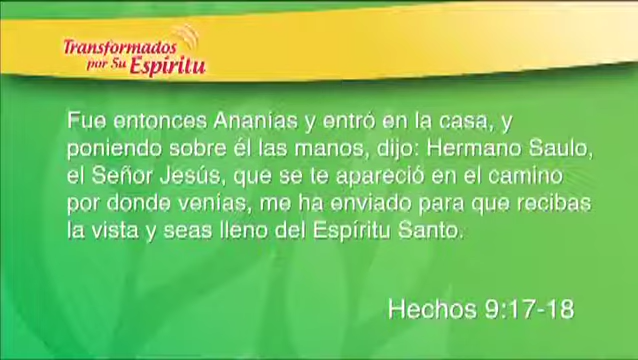 Transformados
por Su Espíritu
Fue entonces Ananías y entró en la casa, y
poniendo sobre él las manos, dijo: Hermano Saulo,
el Señor Jesús, que se te apareció en el camino
por donde venías, me ha enviado para que recibas
la vista y seas lleno del Espíritu Santo.
Hechos 9:17-18